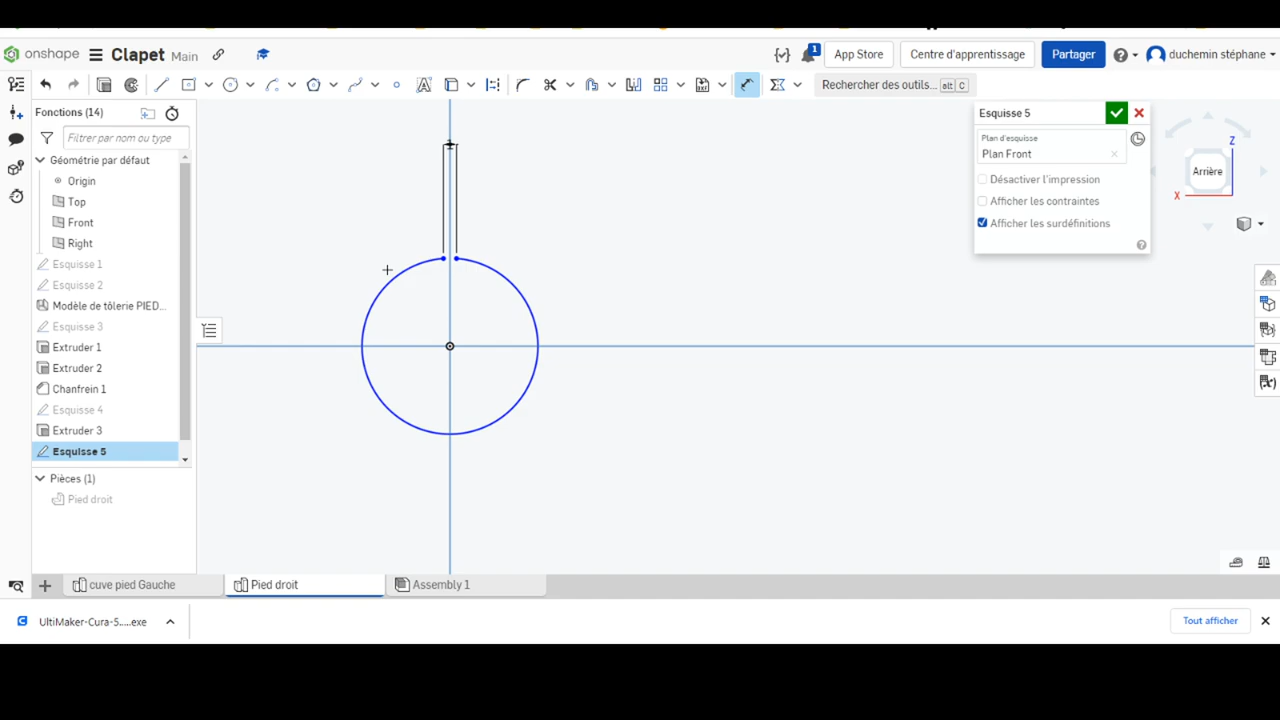 onshape Clapet Main 1 App Store Centre d'apprentissage Partager duchemin stéphane
Rechercher des outils... alt C
Fonctions (14)
Filtrer par nom ou type
Géométrie par défaut
Origin
Top
Front
Right
Esquisse 1
Esquisse 2
Modèle de tôlerie PIED...
Esquisse 3
Extruder 1
Extruder 2
Chanfrein 1
Esquisse 4
Extruder 3
Esquisse 5
Pièces (1)
Pied droit
Esquisse 5
Plan d'esquisse
Plan Front
Désactiver l'impression
Afficher les contraintes
Afficher les surdéfinitions
Z
Arrière
X
cuve pied Gauche
Pied droit
Assembly 1
UltiMaker-Cura-5.....exe
Tout afficher